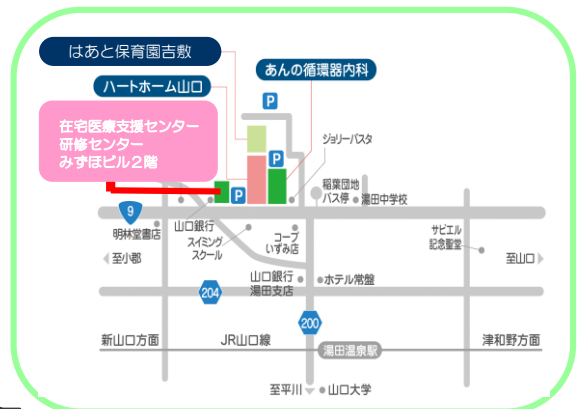 はあと保育園吉敷
あんの循環器内科
ハートホーム山口
P
在宅医療支援センター
研修センター
みずほビル２階
ジョリーパスタ
P
P
稲葉団地
バス停
湯田中学校
9
山口銀行
明林堂書店
スイミング
スクール
コープ
いずみ店
サビエル
記念聖堂
至小郡
至山口
山口銀行
湯田支店
ホテル常盤
204
200
新山口方面
JR山口線
湯田温泉駅
津和野方面
至平川
山口大学